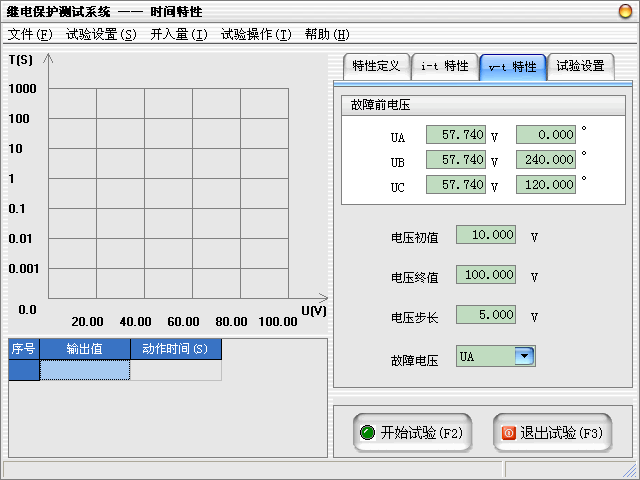 继电保护测试系统 —— 时间特性
文件(F) 试验设置(S) 开入量(I) 试验操作(T) 帮助(H)
T(S)
1000
100
10
1
0.1
0.01
0.001
0.0
20.00 40.00 60.00 80.00 100.00
U(V)
序号 输出值 动作时间(S)
特性定义 i-t 特性 v-t 特性 试验设置
故障前电压
UA 57.740 V 0.000 °
UB 57.740 V 240.000 °
UC 57.740 V 120.000 °
电压初值 10.000 V
电压终值 100.000 V
电压步长 5.000 V
故障电压 UA
开始试验(F2) 退出试验(F3)